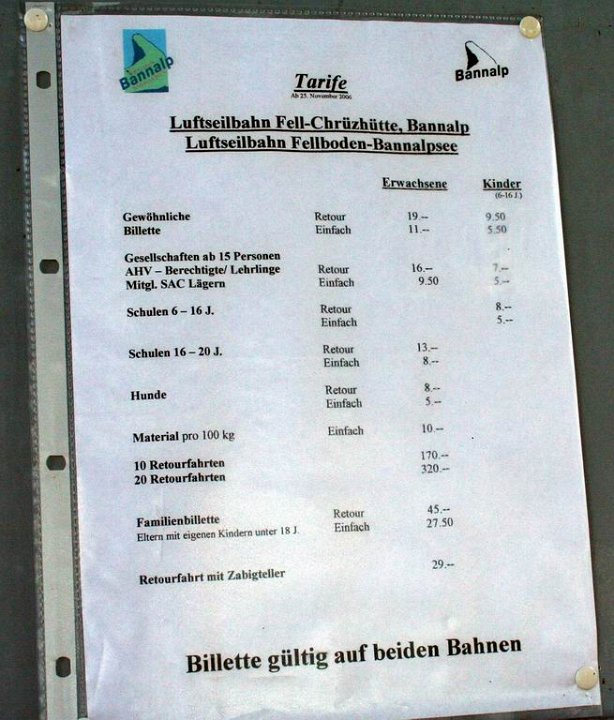 Bannalp
Bannalp
Tarife
Ab 25. November 2006
Luftseilbahn Fell-Chrüzhütte, Bannalp
Luftseilbahn Fellboden-Bannalpsee
Erwachsene Kinder
(6-16 J.)
Gewöhnliche Retour 19.-- 9.50
Billette Einfach 11.-- 5.50
Gesellschaften ab 15 Personen
AHV – Berechtigte/ Lehrlinge Retour 16.-- 7.--
Mitgl. SAC Lägern Einfach 9.50 5.--
Schulen 6 – 16 J. Retour 8.--
Einfach 5.--
Schulen 16 – 20 J. Retour 13.--
Einfach 8.--
Hunde Retour 8.--
Einfach 5.--
Material pro 100 kg Einfach 10.--
10 Retourfahrten 170.--
20 Retourfahrten 320.--
Familienbillette Retour 45.--
Eltern mit eigenen Kindern unter 18 J. Einfach 27.50
Retourfahrt mit Zabigteller 29.--
Billette gültig auf beiden Bahnen